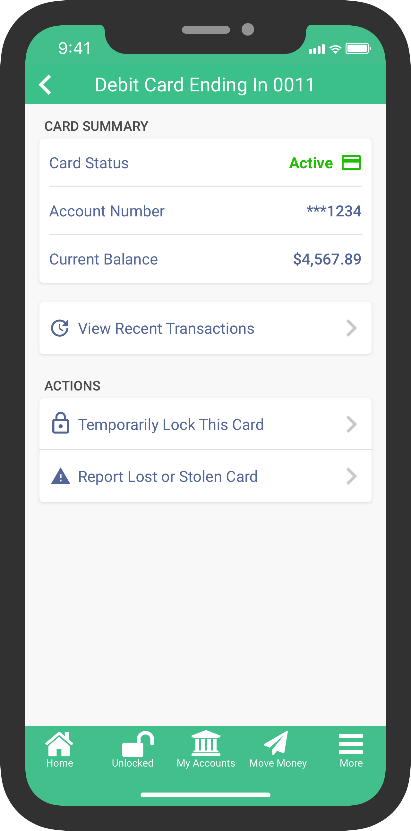 9:41
Debit Card Ending In 0011
CARD SUMMARY
Card Status Active
Account Number ***1234
Current Balance $4,567.89
View Recent Transactions
ACTIONS
Temporarily Lock This Card
Report Lost or Stolen Card
Home Unlocked My Accounts Move Money More